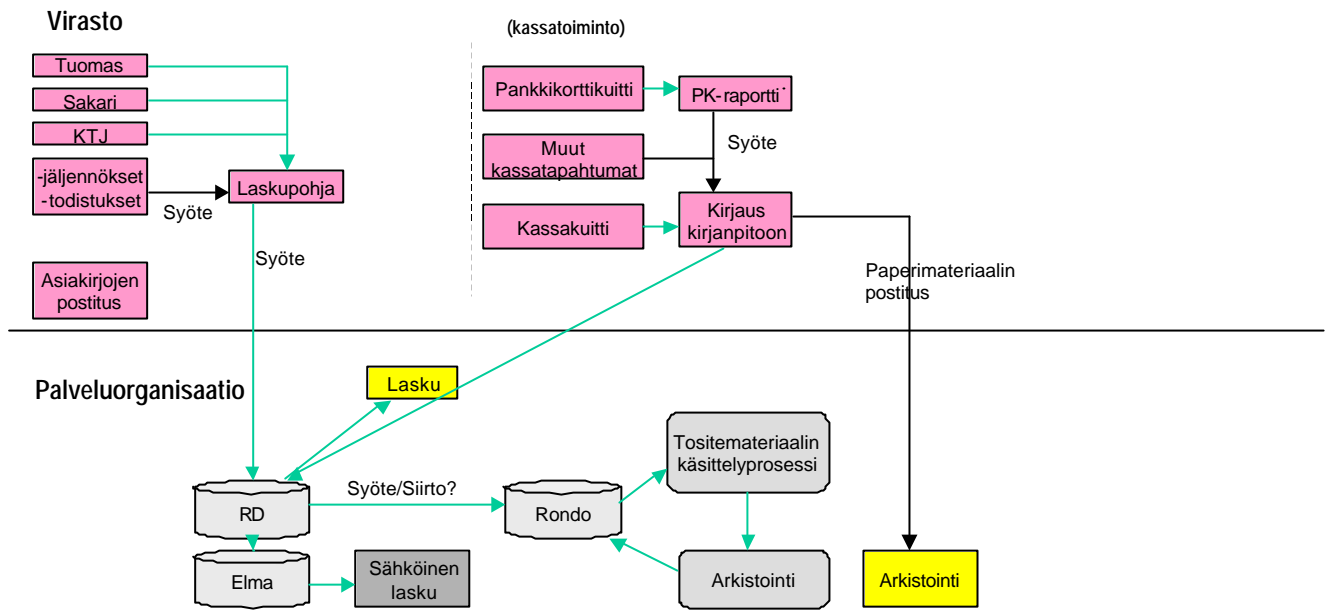 Virasto
Tuomas
Sakari
KTJ
-jäljennökset
-todistukset
Syöte
Laskupohja
Syöte
Asiakirjojen
postitus
(kassatoiminto)
Pankkikorttikuitti
PK-raportti*
Syöte
Muut
kassatapahtumat
Kassakuitti
Kirjaus
kirjanpitoon
Paperimateriaalin
postitus
Palveluorganisaatio
Lasku
RD
Syöte/Siirto?
Rondo
Tositemateriaalin
käsittelyprosessi
Elma
Sähköinen
lasku
Arkistointi
Arkistointi